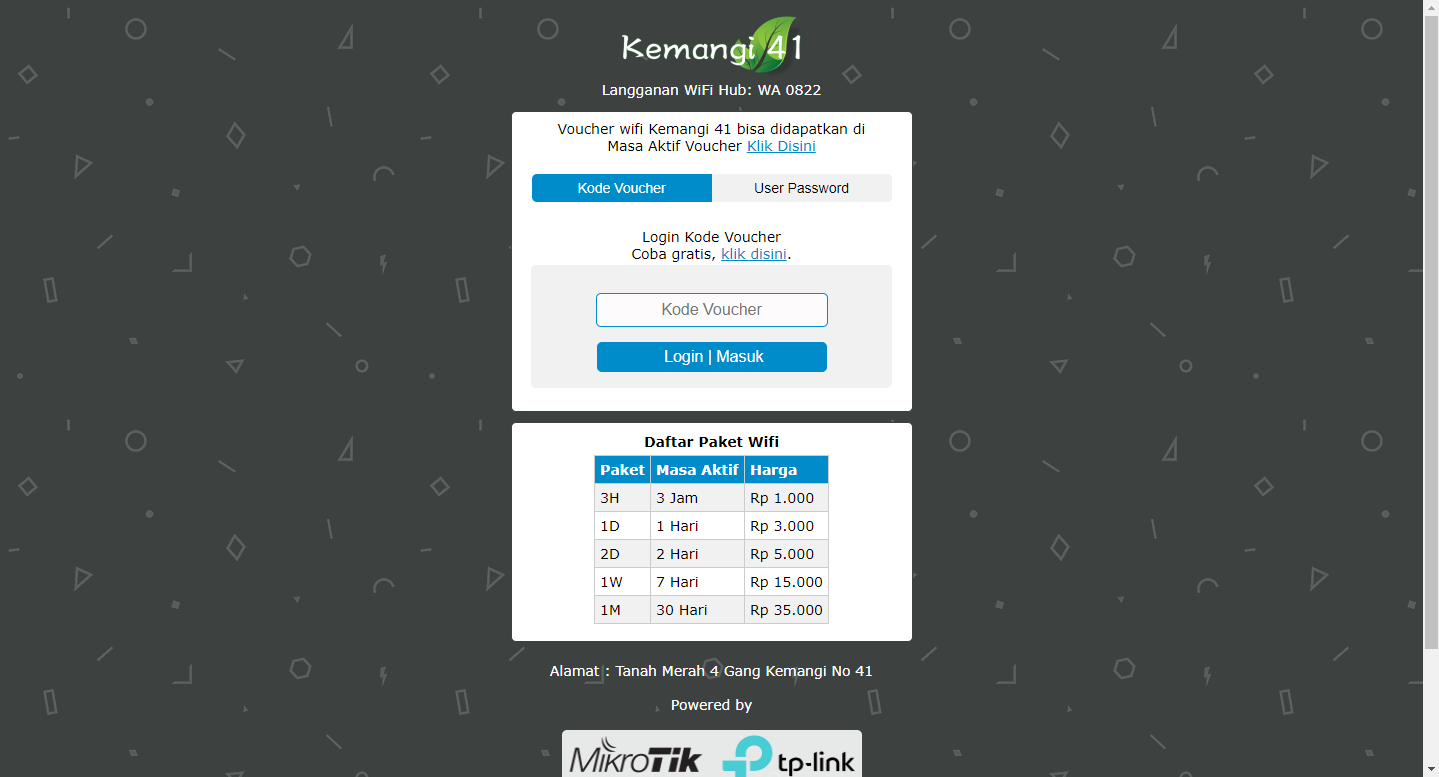 Kemangi 41
Langganan WiFi Hub: WA 0822
Voucher wifi Kemangi 41 bisa didapatkan di
Masa Aktif Voucher Klik Disini
Kode Voucher User Password
Login Kode Voucher
Coba gratis, klik disini.
Kode Voucher
Login | Masuk
Daftar Paket Wifi
Paket Masa Aktif Harga
3H 3 Jam Rp 1.000
1D 1 Hari Rp 3.000
2D 2 Hari Rp 5.000
1W 7 Hari Rp 15.000
1M 30 Hari Rp 35.000
Alamat : Tanah Merah 4 Gang Kemangi No 41
Powered by
MikroTik tp-link